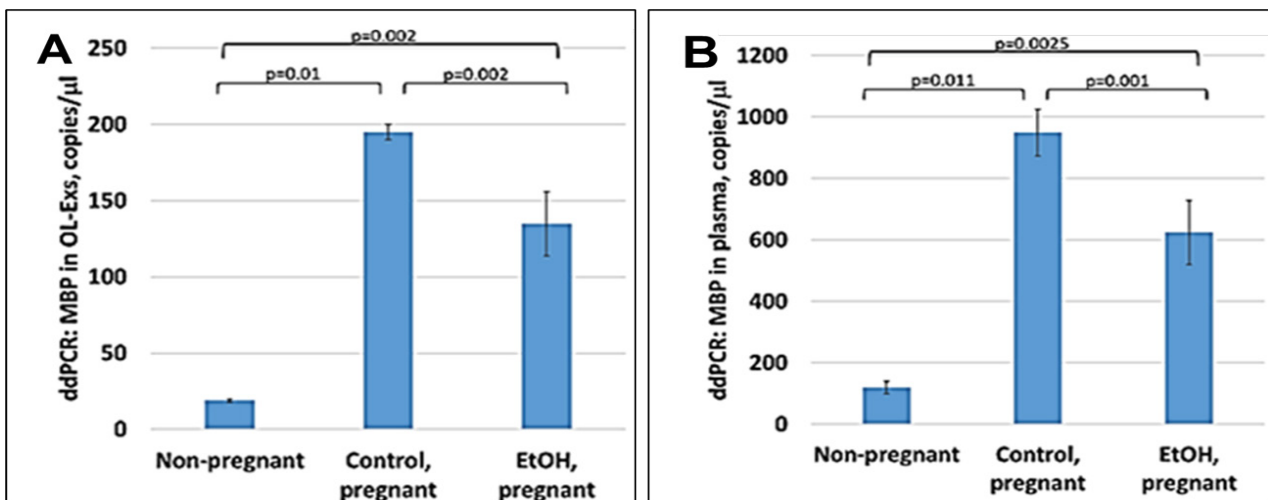 A
ddPCR: MBP in OL-Exs, copies/μl
250
200
150
100
50
0
p=0.002
p=0.01
p=0.002
Non-pregnant
Control,
pregnant
EtOH,
pregnant
B
ddPCR: MBP in plasma, copies/μl
1200
1000
800
600
400
200
0
p=0.0025
p=0.011
p=0.001
Non-pregnant
Control,
pregnant
EtOH,
pregnant